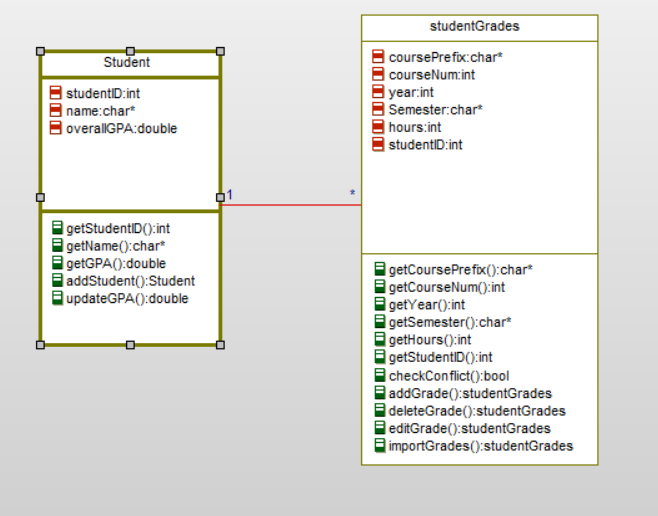 Student
studentID:int
name:char*
overallGPA:double
getStudentID():int
getName():char*
getGPA():double
addStudent():Student
updateGPA():double
1
*
studentGrades
coursePrefix:char*
courseNum:int
year:int
Semester:char*
hours:int
studentID:int
getCoursePrefix():char*
getCourseNum():int
getYear():int
getSemester():char*
getHours():int
getStudentID():int
checkConflict():bool
addGrade():studentGrades
deleteGrade():studentGrades
editGrade():studentGrades
importGrades():studentGrades